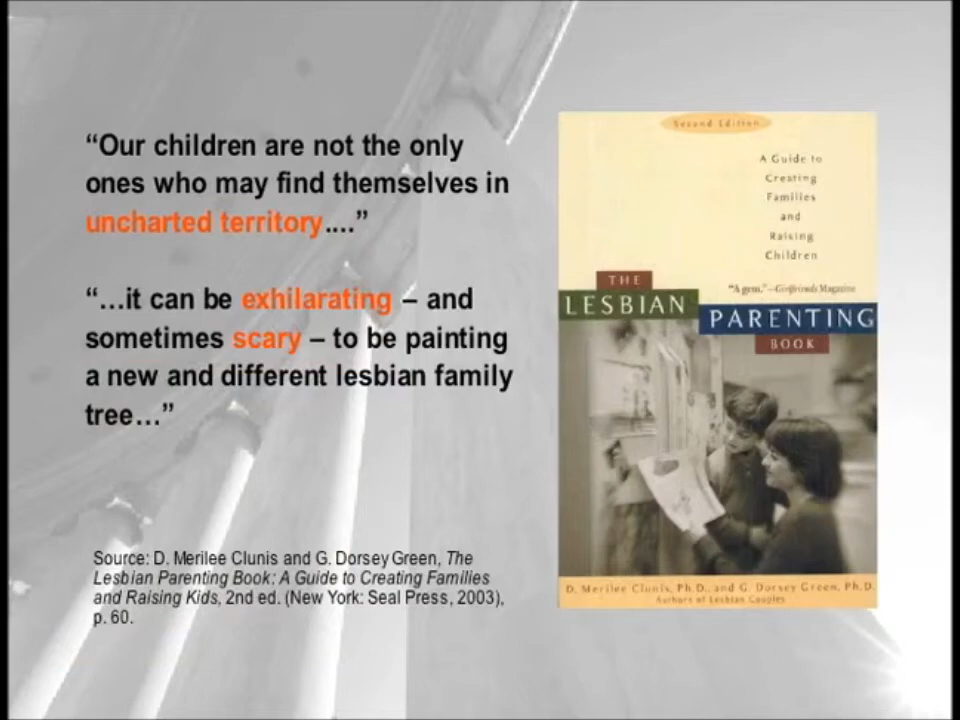 “Our children are not the only
ones who may find themselves in
uncharted territory....”
“…it can be exhilarating – and
sometimes scary – to be painting
a new and different lesbian family
tree…”
Source: D. Merilee Clunis and G. Dorsey Green, The
Lesbian Parenting Book: A Guide to Creating Families
and Raising Kids, 2nd ed. (New York: Seal Press, 2003),
p. 60.
Second Edition
A Guide to
Creating
Families
and
Raising
Children
"A gem."—Girlfriends Magazine
THE
LESBIAN
PARENTING
BOOK
D. Merilee Clunis, Ph.D., and G. Dorsey Green, Ph.D.
Authors of Lesbian Couples